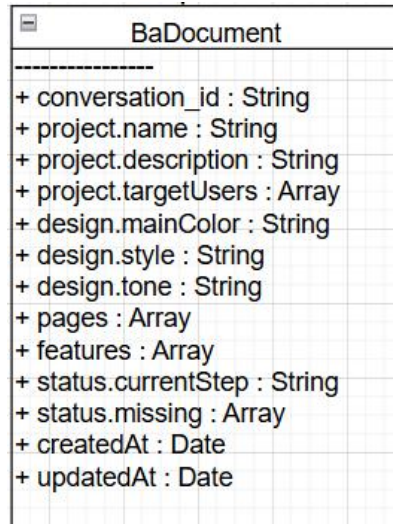 BaDocument
----------------
+ conversation_id : String
+ project.name : String
+ project.description : String
+ project.targetUsers : Array
+ design.mainColor : String
+ design.style : String
+ design.tone : String
+ pages : Array
+ features : Array
+ status.currentStep : String
+ status.missing : Array
+ createdAt : Date
+ updatedAt : Date